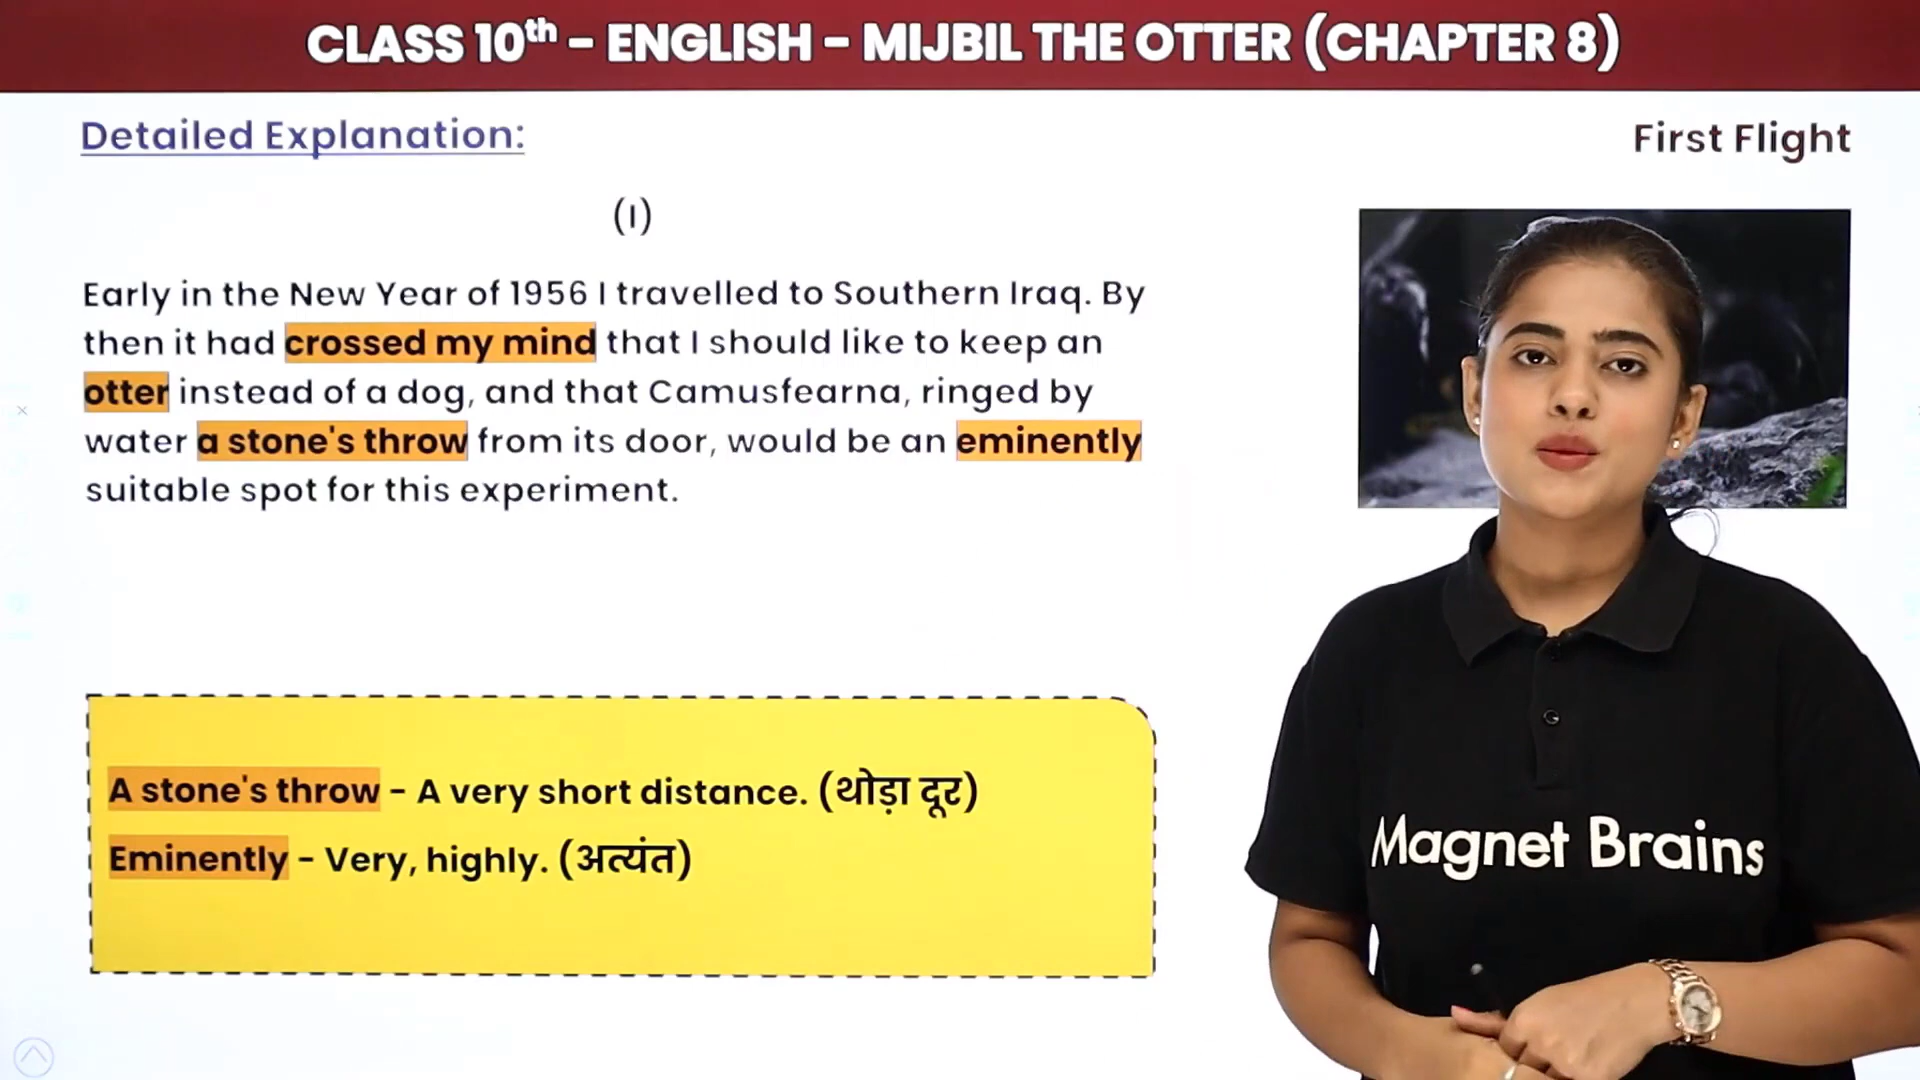 CLASS 10th – ENGLISH – MIJBIL THE OTTER (CHAPTER 8)
Detailed Explanation:
First Flight
(I)
Early in the New Year of 1956 I travelled to Southern Iraq. By
then it had crossed my mind that I should like to keep an
otter instead of a dog, and that Camusfearna, ringed by
water a stone's throw from its door, would be an eminently
suitable spot for this experiment.
A stone's throw – A very short distance. (थोड़ा दूर)
Eminently – Very, highly. (अत्यंत)
Magnet Brains